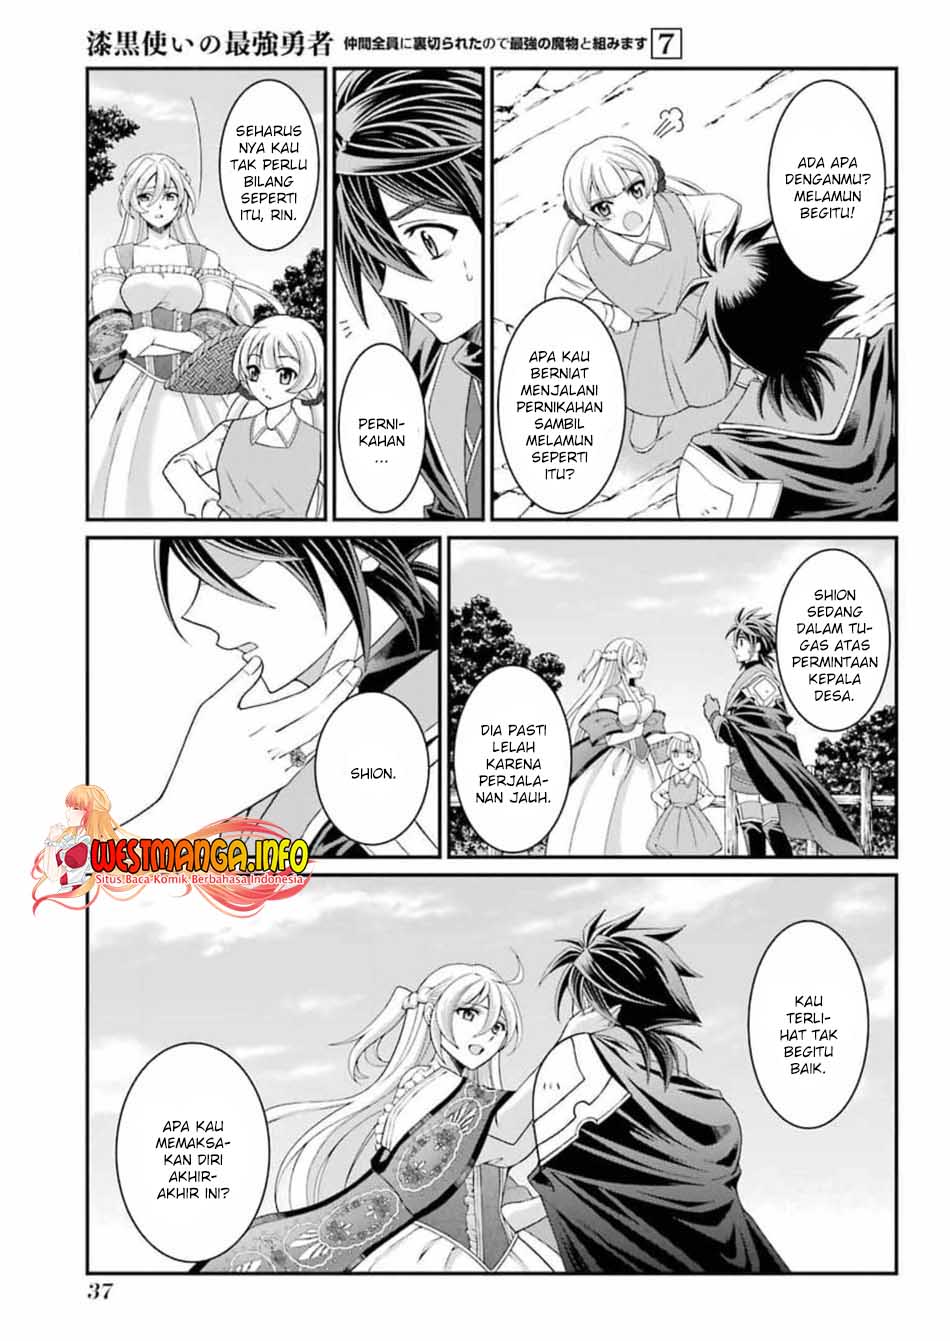 漆黒使いの最強勇者 仲間全員に裏切られたので最強の魔物と組みます 7
ADA APA
DENGANMU?
MELAMUN
BEGITU!
APA KAU
BERNIAT
MENJALANI
PERNIKAHAN
SAMBIL
MELAMUN
SEPERTI
ITU?
PERNI-
KAHAN
...
SEHARUS
NYA KAU
TAK PERLU
BILANG
SEPERTI
ITU, RIN.
SHION
SEDANG
DALAM TU-
GAS ATAS
PERMINTAAN
KEPALA
DESA.
DIA PASTI
LELAH
KARENA
PERJALA-
NAN JAUH.
SHION.
WESTMANGA.INFO
Situs Baca Komik Berbahasa Indonesia
KAU
TERLI-
HAT TAK
BEGITU
BAIK.
APA KAU
MEMAKSA-
KAN DIRI
AKHIR-
AKHIR INI?
37